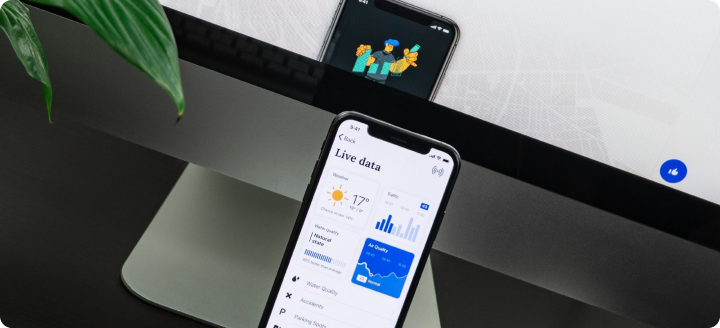 9:41
Back
Live data
Weather
17°
Traffic
Water quality
Natural
state
Air Quality
Normal
Water Quality
Accidents
Parking Spots